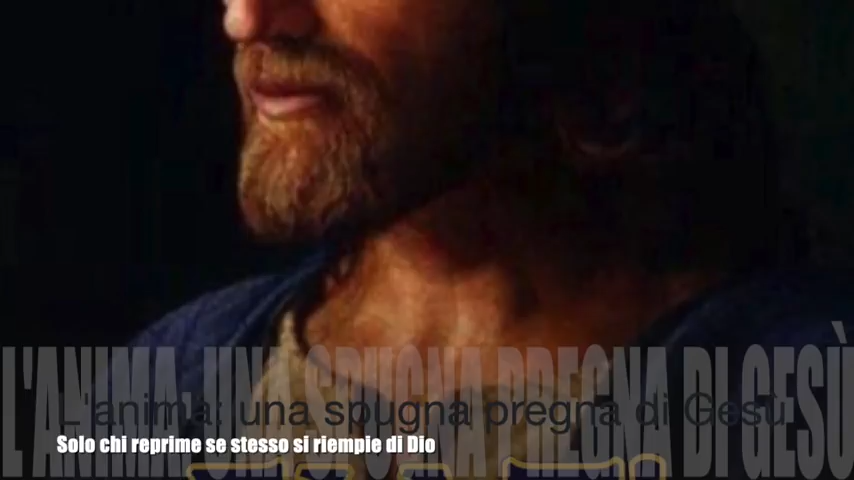 L'ANIMA: UNA SPUGNA PREGNA DI GESÙ
L'anima: una spugna pregna di Gesù
Solo chi reprime se stesso si riempie di Dio